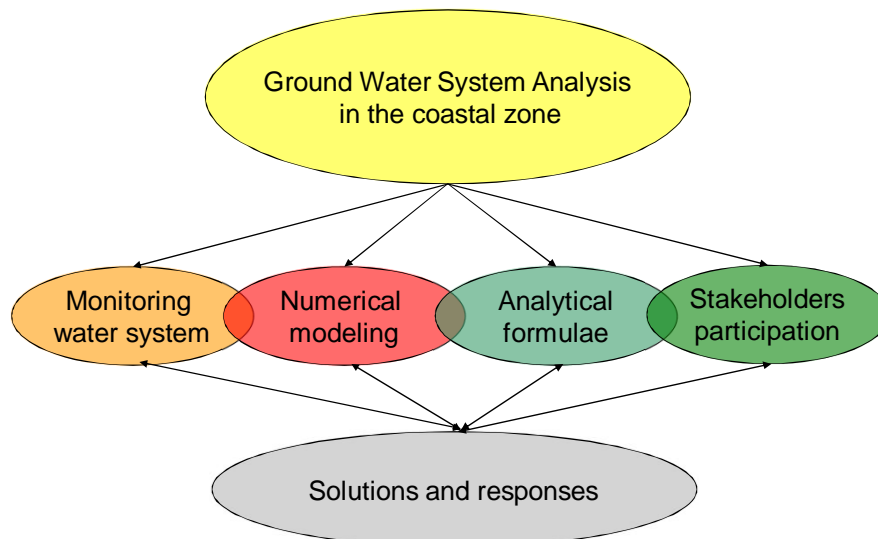 Ground Water System Analysis
in the coastal zone
Monitoring
water system
Numerical
modeling
Analytical
formulae
Stakeholders
participation
Solutions and responses